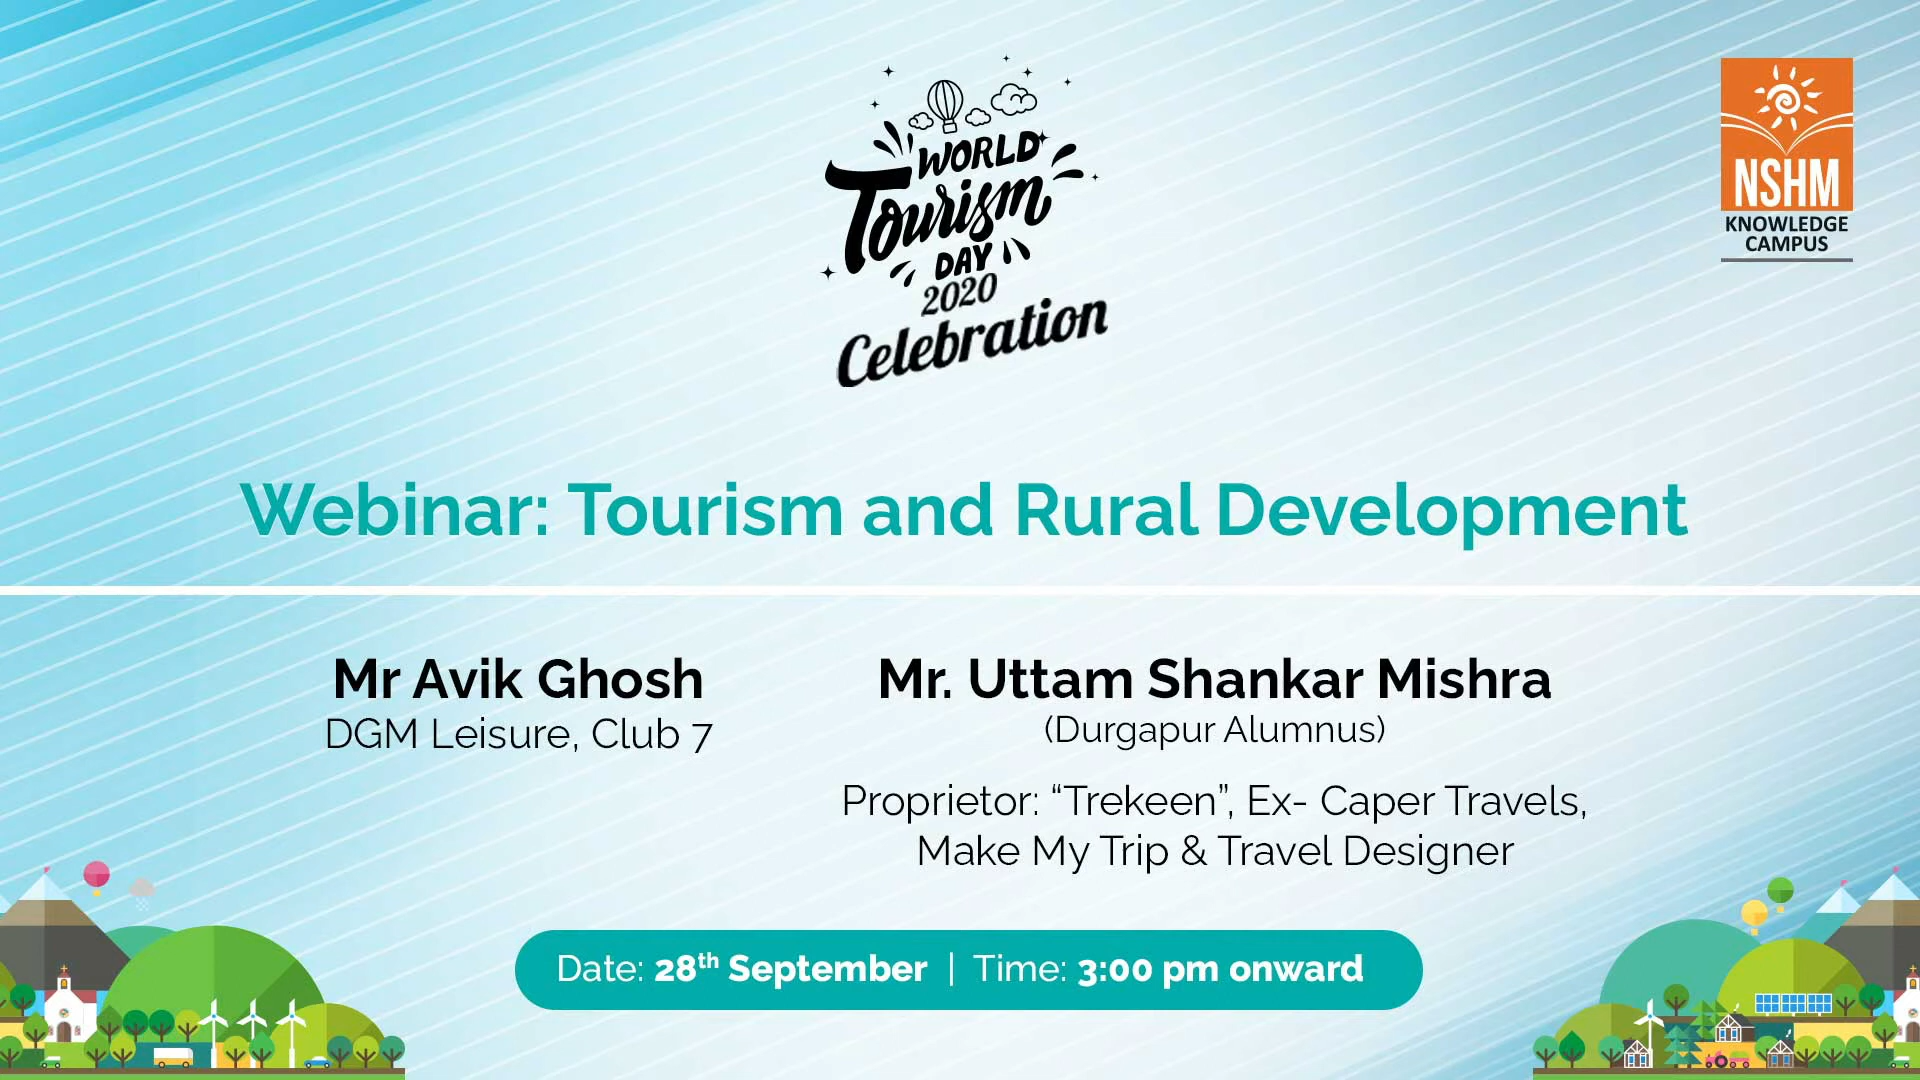 WORLD
Tourism
DAY
2020
Celebration
NSHM
KNOWLEDGE
CAMPUS
Webinar: Tourism and Rural Development
Mr Avik Ghosh
DGM Leisure, Club 7
Mr. Uttam Shankar Mishra
(Durgapur Alumnus)
Proprietor: “Trekeen”, Ex- Caper Travels,
Make My Trip & Travel Designer
Date: 28th September | Time: 3:00 pm onward